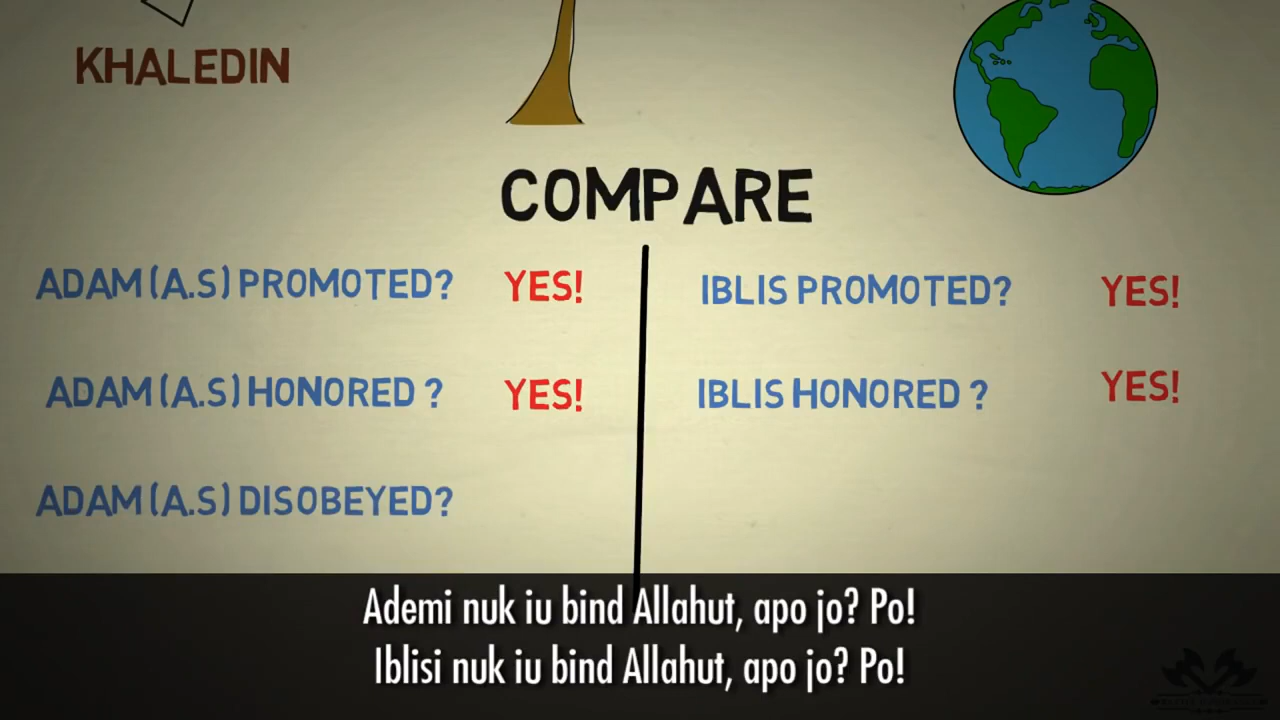 KHALEDIN
COMPARE
ADAM (A.S) PROMOTED? YES!
IBLIS PROMOTED? YES!
ADAM (A.S) HONORED ? YES!
IBLIS HONORED ? YES!
ADAM (A.S) DISOBEYED?
Ademi nuk iu bind Allahut, apo jo? Po!
Iblisi nuk iu bind Allahut, apo jo? Po!